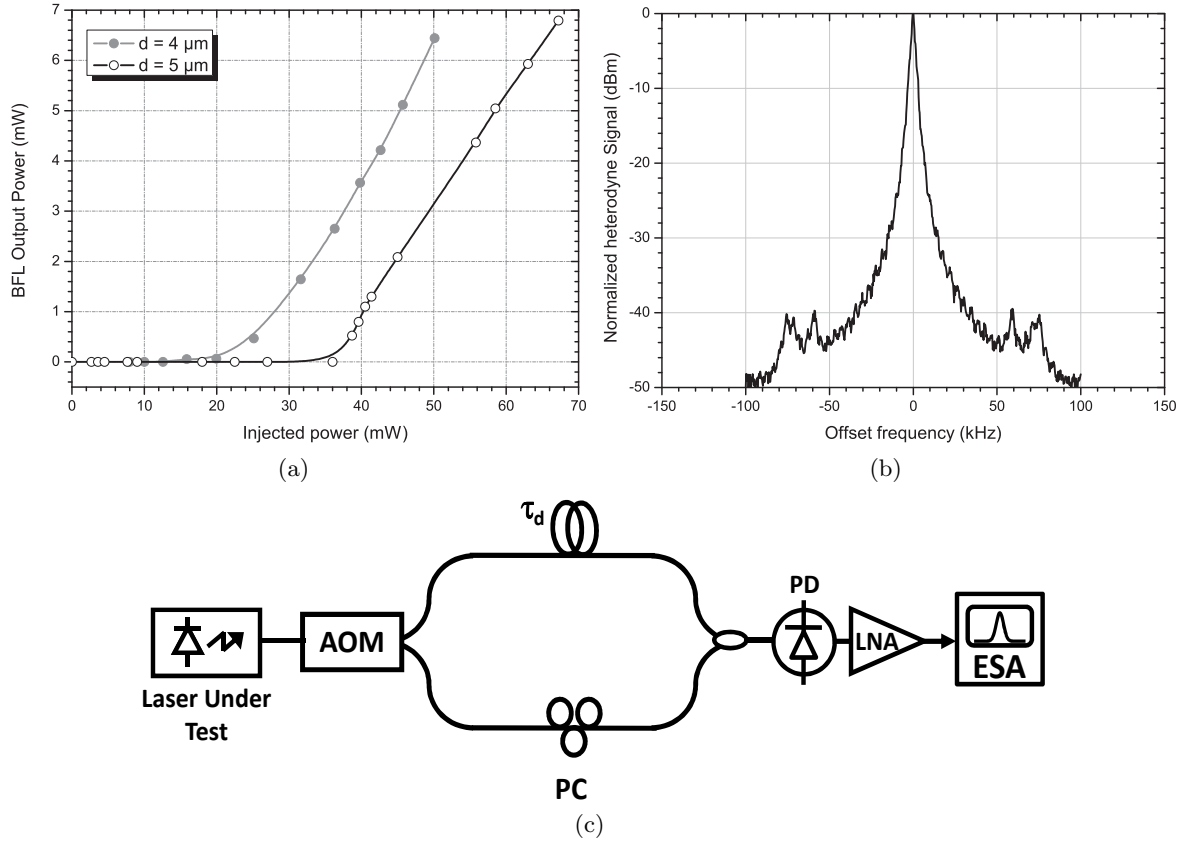 7
6
5
4
3
2
1
0
BFL Output Power (mW)
d = 4 µm
d = 5 µm
0 10 20 30 40 50 60 70
Injected power (mW)
(a)
0
-10
-20
-30
-40
-50
Normalized heterodyne Signal (dBm)
-150 -100 -50 0 50 100 150
Offset frequency (kHz)
(b)
τd
AOM
Laser Under
Test
PC
PD
LNA
ESA
(c)